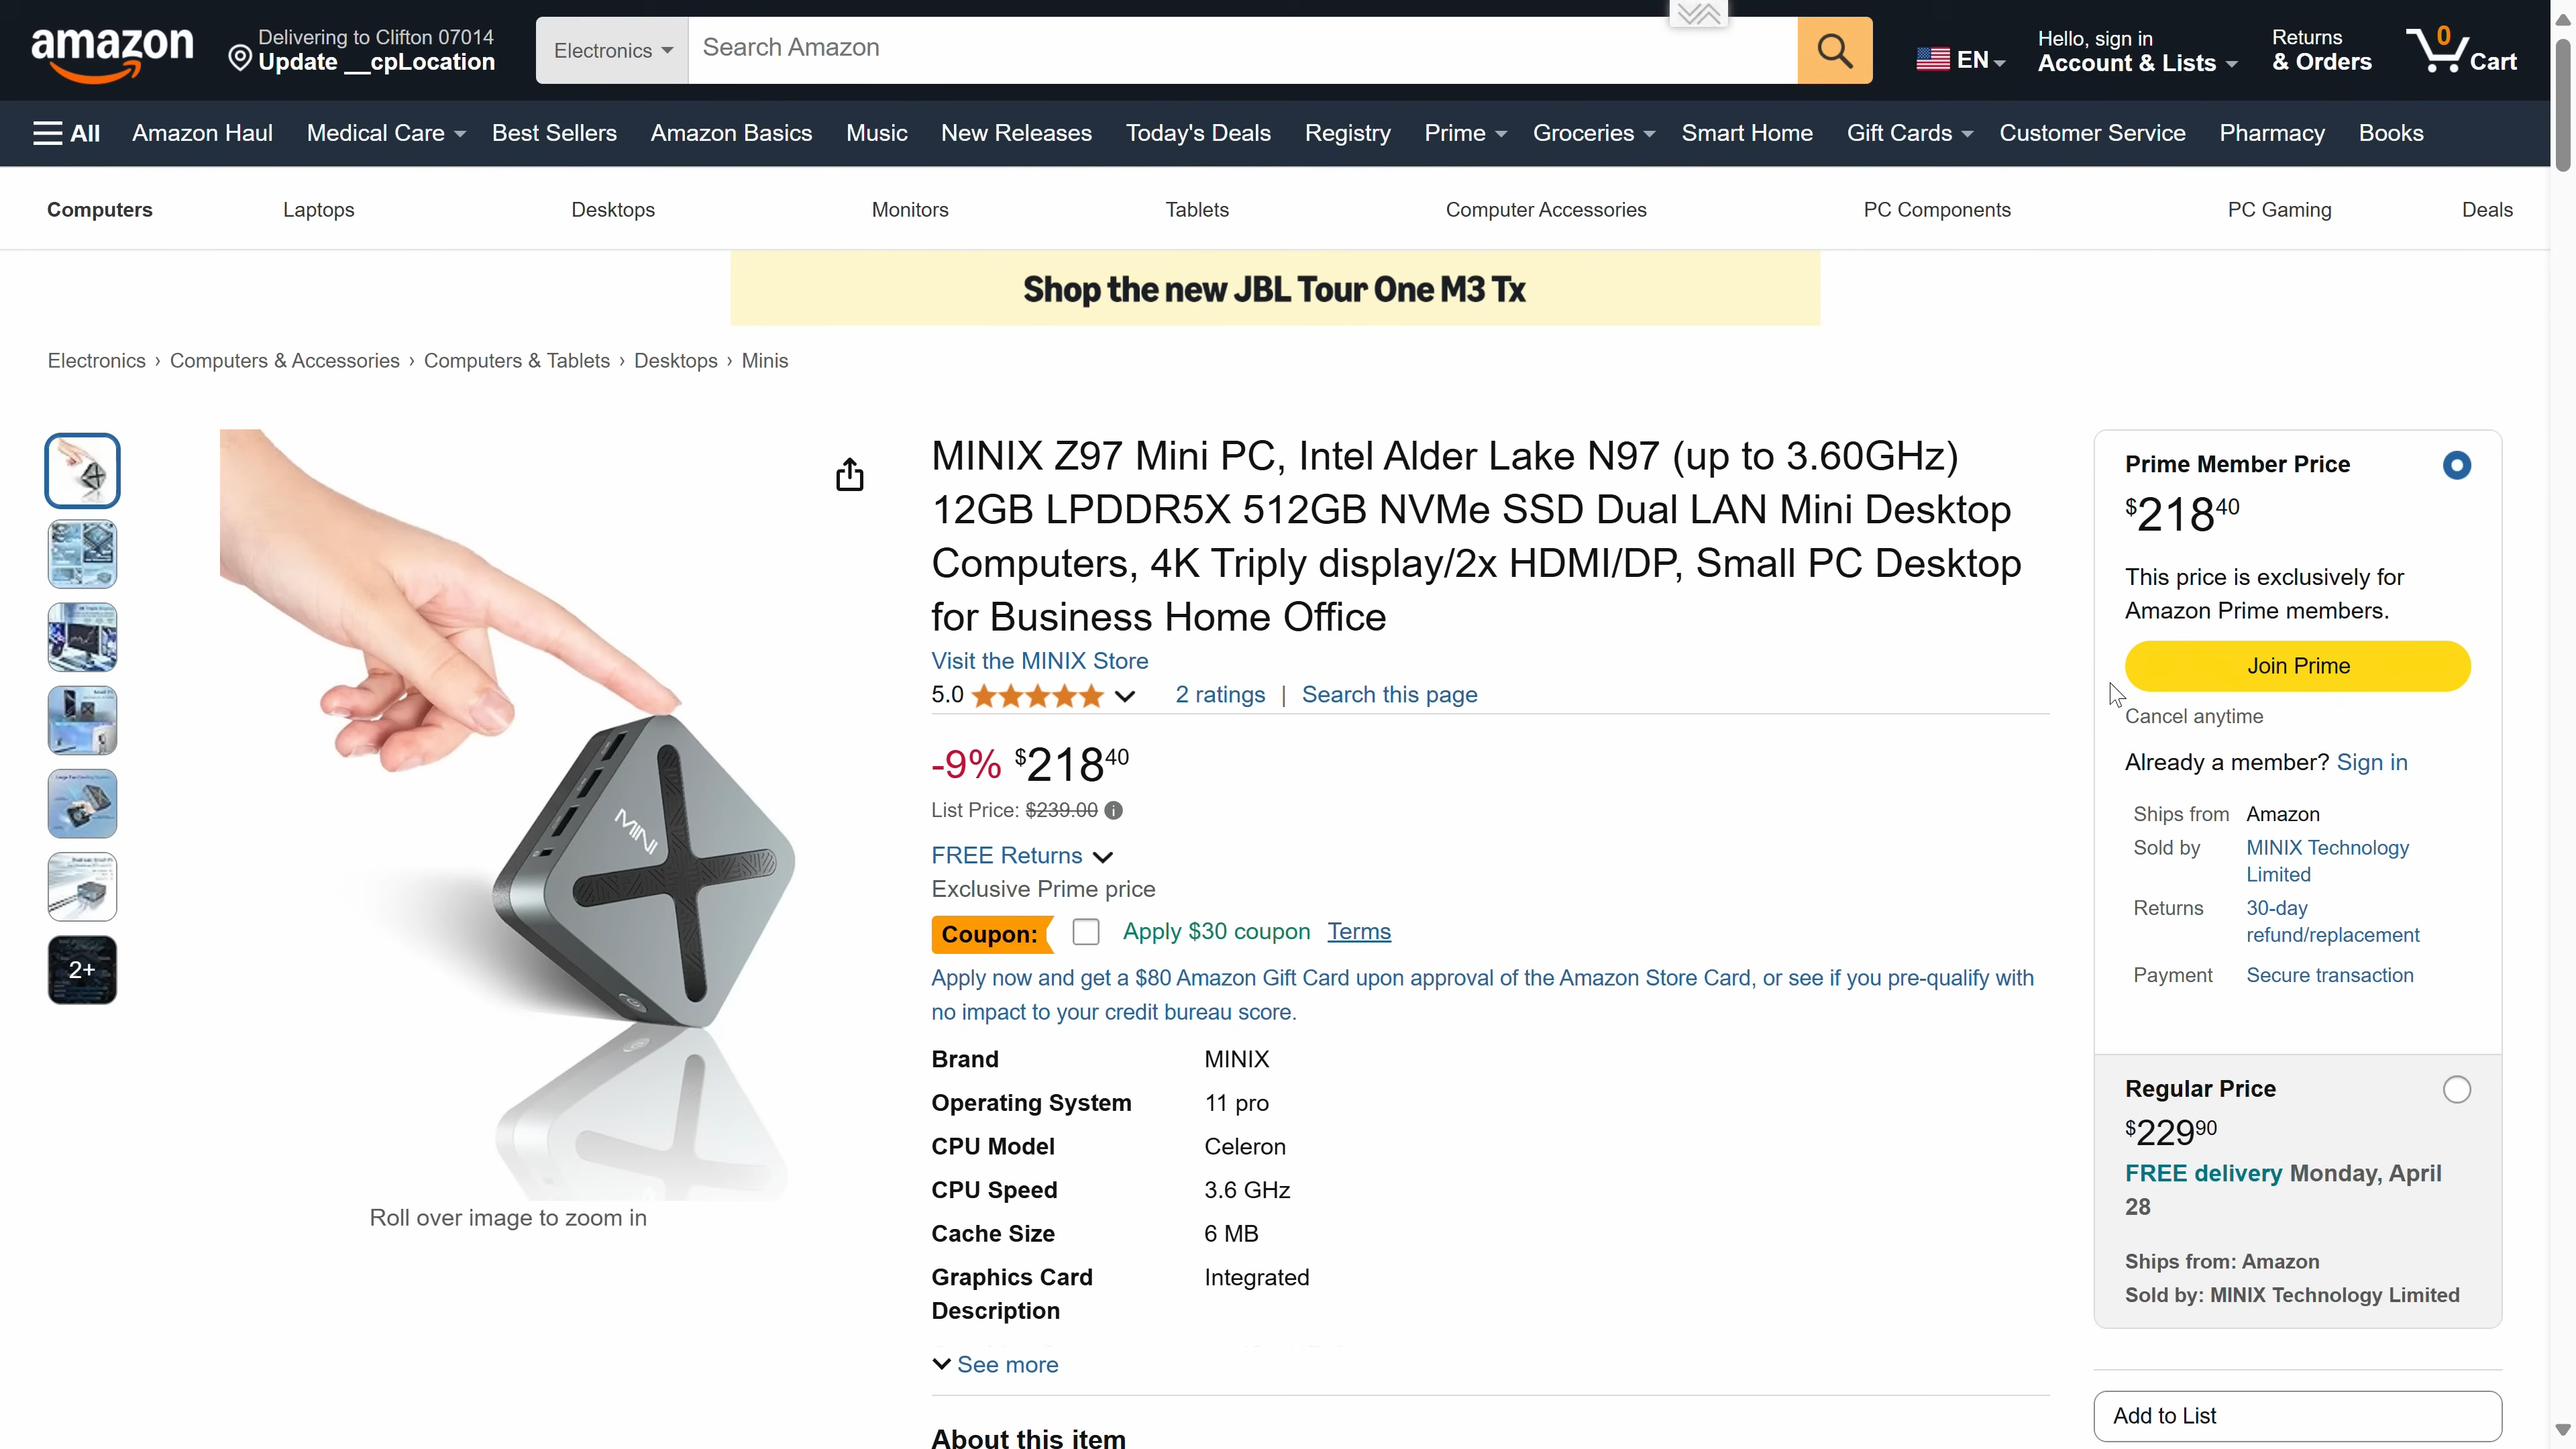 amazon
Delivering to Clifton 07014
Update __cpLocation
Electronics
Search Amazon
EN
Hello, sign in
Account & Lists
Returns
& Orders
0
Cart
All
Amazon Haul
Medical Care
Best Sellers
Amazon Basics
Music
New Releases
Today's Deals
Registry
Prime
Groceries
Smart Home
Gift Cards
Customer Service
Pharmacy
Books
Computers
Laptops
Desktops
Monitors
Tablets
Computer Accessories
PC Components
PC Gaming
Deals
Shop the new JBL Tour One M3 Tx
Electronics › Computers & Accessories › Computers & Tablets › Desktops › Minis
2+
MINI
Roll over image to zoom in
MINIX Z97 Mini PC, Intel Alder Lake N97 (up to 3.60GHz)
12GB LPDDR5X 512GB NVMe SSD Dual LAN Mini Desktop
Computers, 4K Triply display/2x HDMI/DP, Small PC Desktop
for Business Home Office
Visit the MINIX Store
5.0
2 ratings | Search this page
-9% $218 40
List Price: $239.00
FREE Returns
Exclusive Prime price
Coupon: Apply $30 coupon Terms
Apply now and get a $80 Amazon Gift Card upon approval of the Amazon Store Card, or see if you pre-qualify with
no impact to your credit bureau score.
Brand MINIX
Operating System 11 pro
CPU Model Celeron
CPU Speed 3.6 GHz
Cache Size 6 MB
Graphics Card Integrated
Description
See more
About this item
Prime Member Price
$218 40
This price is exclusively for
Amazon Prime members.
Join Prime
Cancel anytime
Already a member? Sign in
Ships from Amazon
Sold by MINIX Technology
Limited
Returns 30-day
refund/replacement
Payment Secure transaction
Regular Price
$229 90
FREE delivery Monday, April
28
Ships from: Amazon
Sold by: MINIX Technology Limited
Add to List